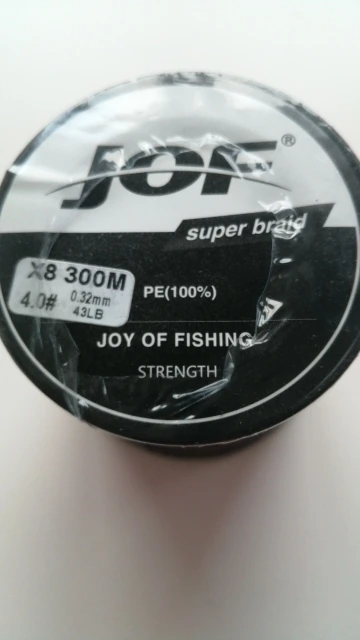 JOF®
super braid
X8 300M
4.0# 0.32mm
43LB
PE(100%)
JOY OF FISHING
STRENGTH